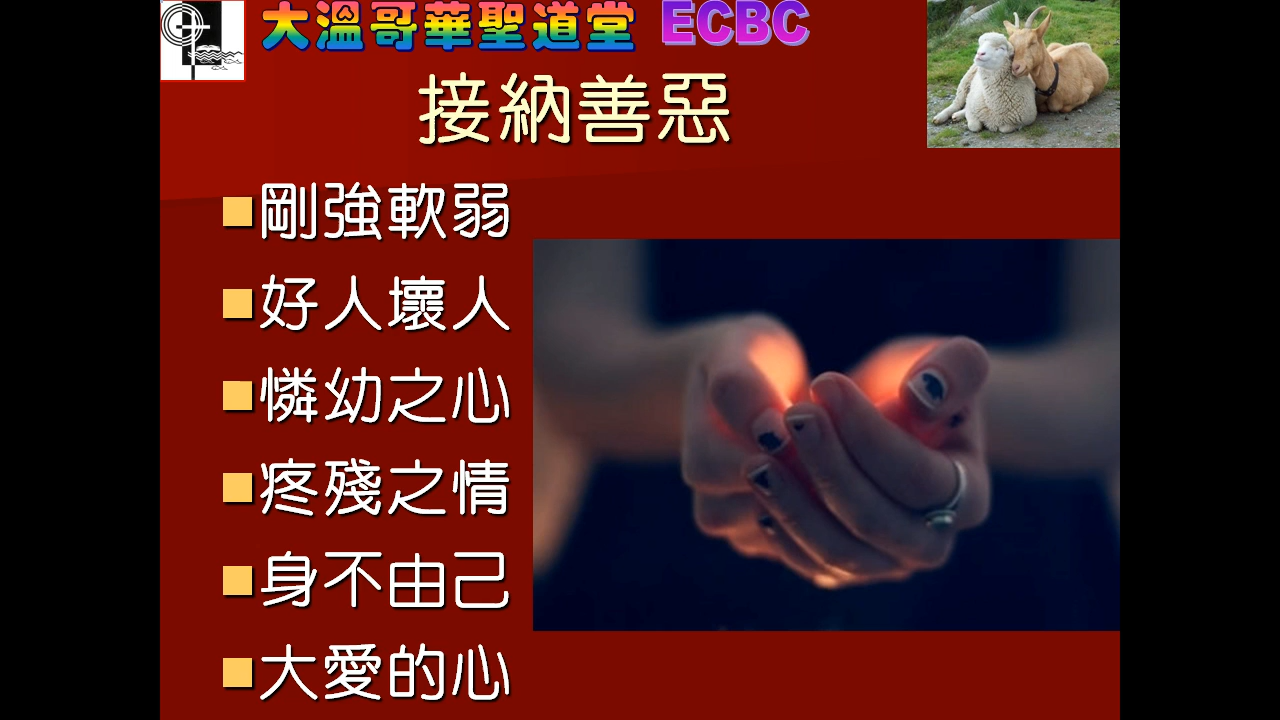 大溫哥華聖道堂 ECBC
接納善惡
剛強軟弱
好人壞人
憐幼之心
疼殘之情
身不由己
大愛的心